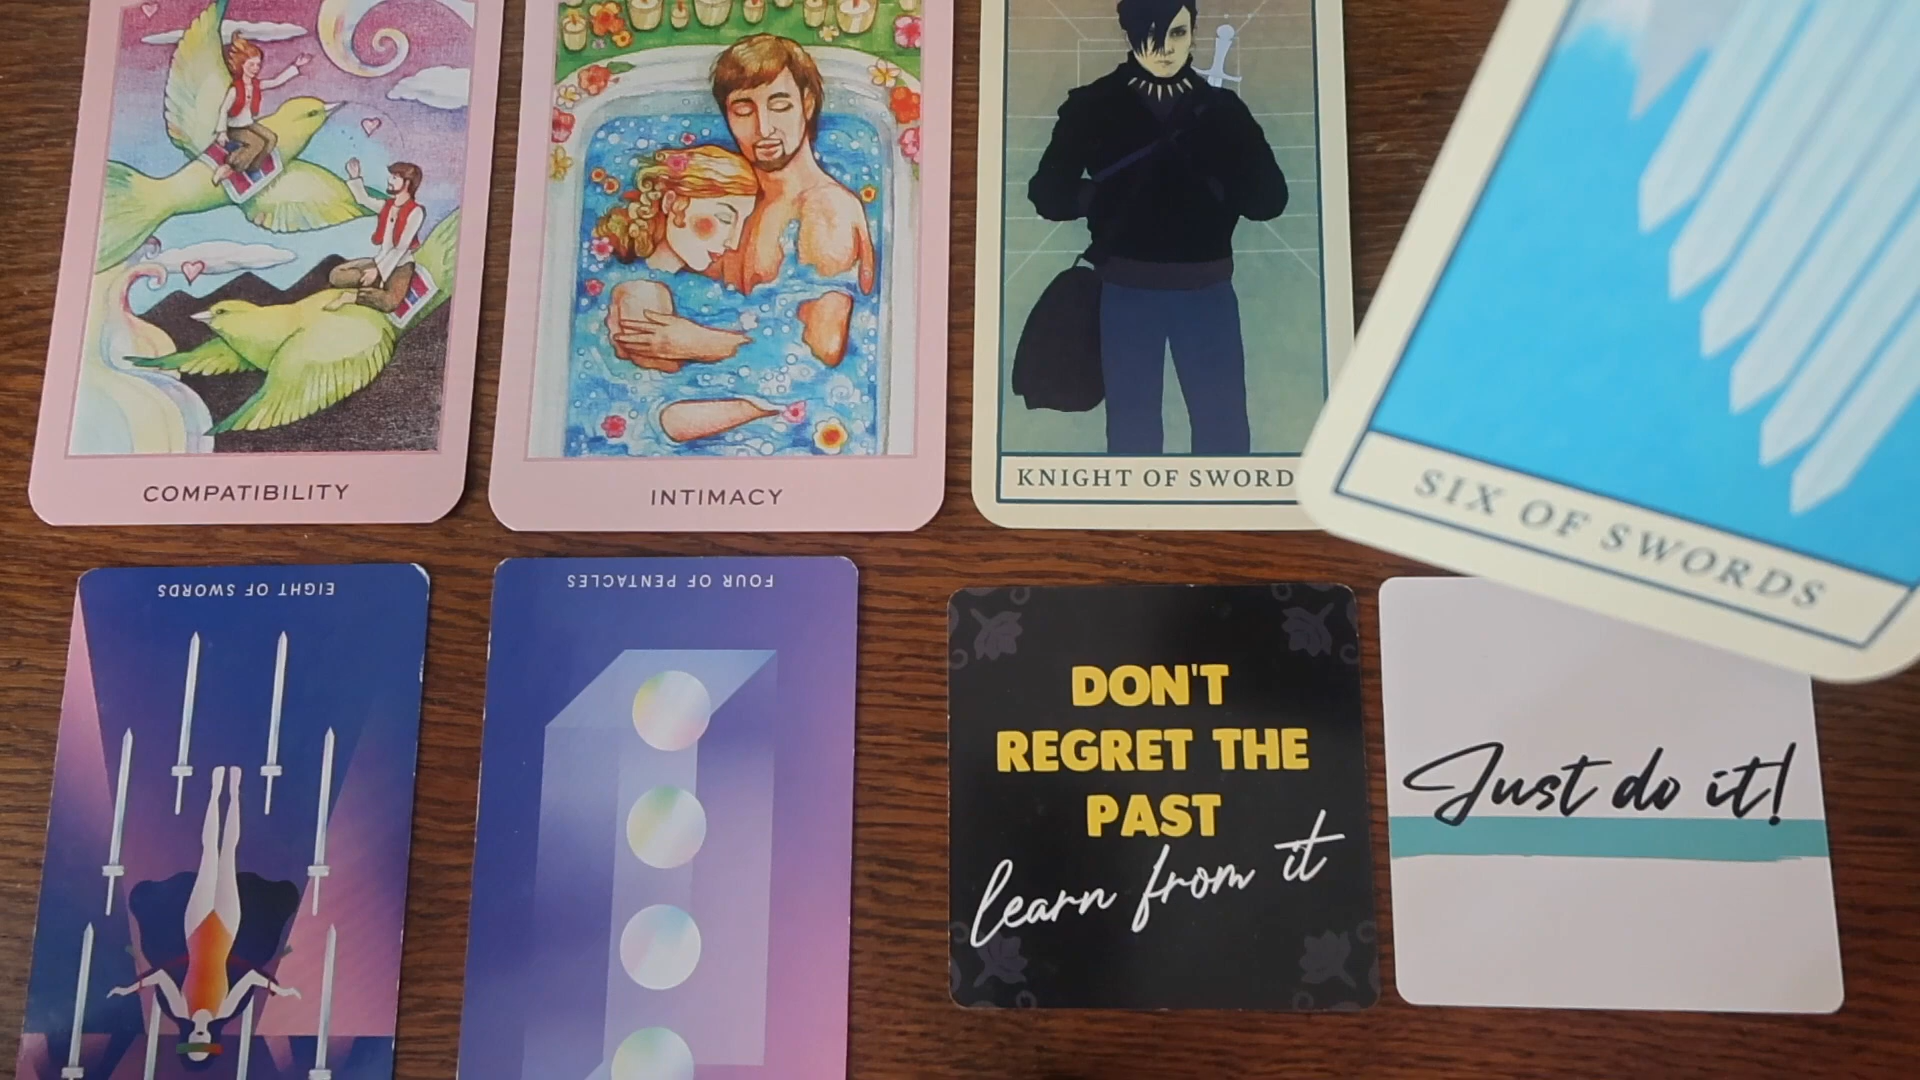 COMPATIBILITY
INTIMACY
KNIGHT OF SWORD
SIX OF SWORDS
EIGHT OF SWORDS
FOUR OF PENTACLES
DON'T
REGRET THE
PAST
learn from it
Just do it!